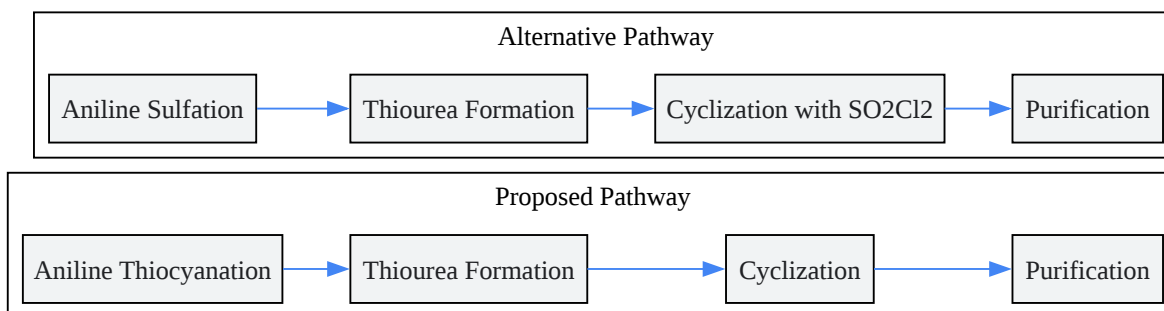 Alternative Pathway
Aniline Sulfation
Thiourea Formation
Cyclization with SO2Cl2
Purification
Proposed Pathway
Aniline Thiocyanation
Thiourea Formation
Cyclization
Purification